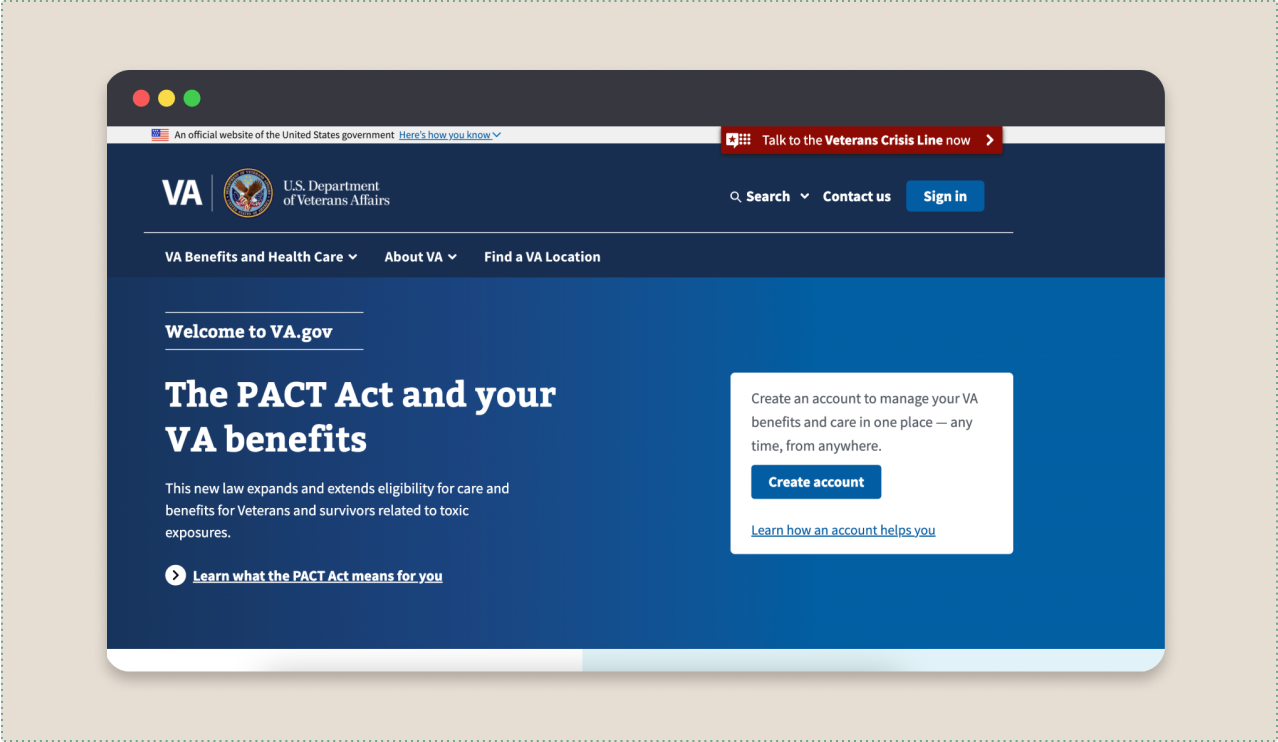 An official website of the United States government Here's how you know
Talk to the Veterans Crisis Line now
VA
U.S. Department
of Veterans Affairs
Search
Contact us
Sign in
VA Benefits and Health Care
About VA
Find a VA Location
Welcome to VA.gov
The PACT Act and your
VA benefits
This new law expands and extends eligibility for care and
benefits for Veterans and survivors related to toxic
exposures.
Learn what the PACT Act means for you
Create an account to manage your VA
benefits and care in one place — any
time, from anywhere.
Create account
Learn how an account helps you